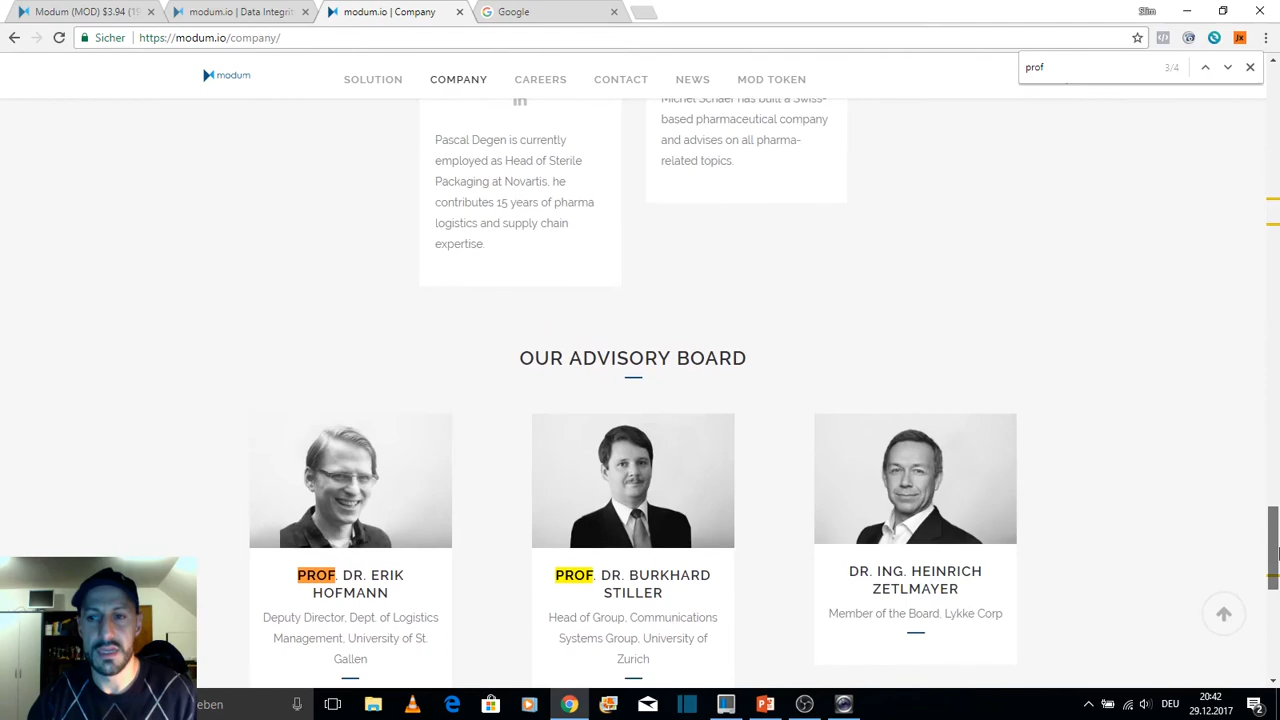 Modum (MOD) $3.94 (19
modum.io | Data Integrit
modum.io | Company
Google
Slim
Sicher
https://modum.io/company/
prof
3/4
modum
SOLUTION
COMPANY
CAREERS
CONTACT
NEWS
MOD TOKEN
in
Pascal Degen is currently
employed as Head of Sterile
Packaging at Novartis, he
contributes 15 years of pharma
logistics and supply chain
expertise.
Michel Schaer has built a Swiss-
based pharmaceutical company
and advises on all pharma-
related topics.
OUR ADVISORY BOARD
PROF. DR. ERIK
HOFMANN
Deputy Director, Dept. of Logistics
Management, University of St.
Gallen
PROF. DR. BURKHARD
STILLER
Head of Group, Communications
Systems Group, University of
Zurich
DR. ING. HEINRICH
ZETLMAYER
Member of the Board, Lykke Corp
eben
DEU
20:42
29.12.2017
2